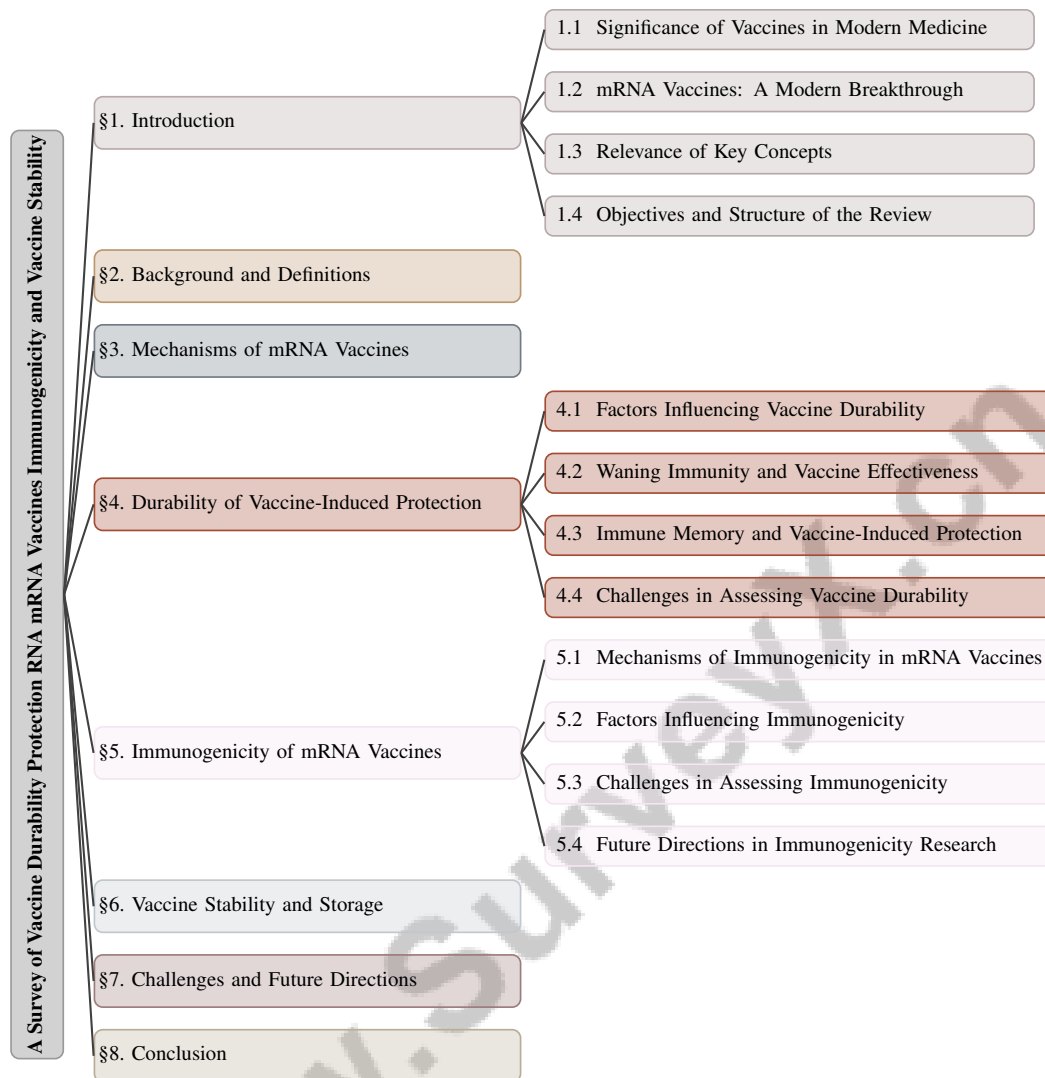 A Survey of Vaccine Durability Protection RNA mRNA Vaccines Immunogenicity and Vaccine Stability
§1. Introduction
1.1 Significance of Vaccines in Modern Medicine
1.2 mRNA Vaccines: A Modern Breakthrough
1.3 Relevance of Key Concepts
1.4 Objectives and Structure of the Review
§2. Background and Definitions
§3. Mechanisms of mRNA Vaccines
§4. Durability of Vaccine-Induced Protection
4.1 Factors Influencing Vaccine Durability
4.2 Waning Immunity and Vaccine Effectiveness
4.3 Immune Memory and Vaccine-Induced Protection
4.4 Challenges in Assessing Vaccine Durability
§5. Immunogenicity of mRNA Vaccines
5.1 Mechanisms of Immunogenicity in mRNA Vaccines
5.2 Factors Influencing Immunogenicity
5.3 Challenges in Assessing Immunogenicity
5.4 Future Directions in Immunogenicity Research
§6. Vaccine Stability and Storage
§7. Challenges and Future Directions
§8. Conclusion
w.Surveyx.cn